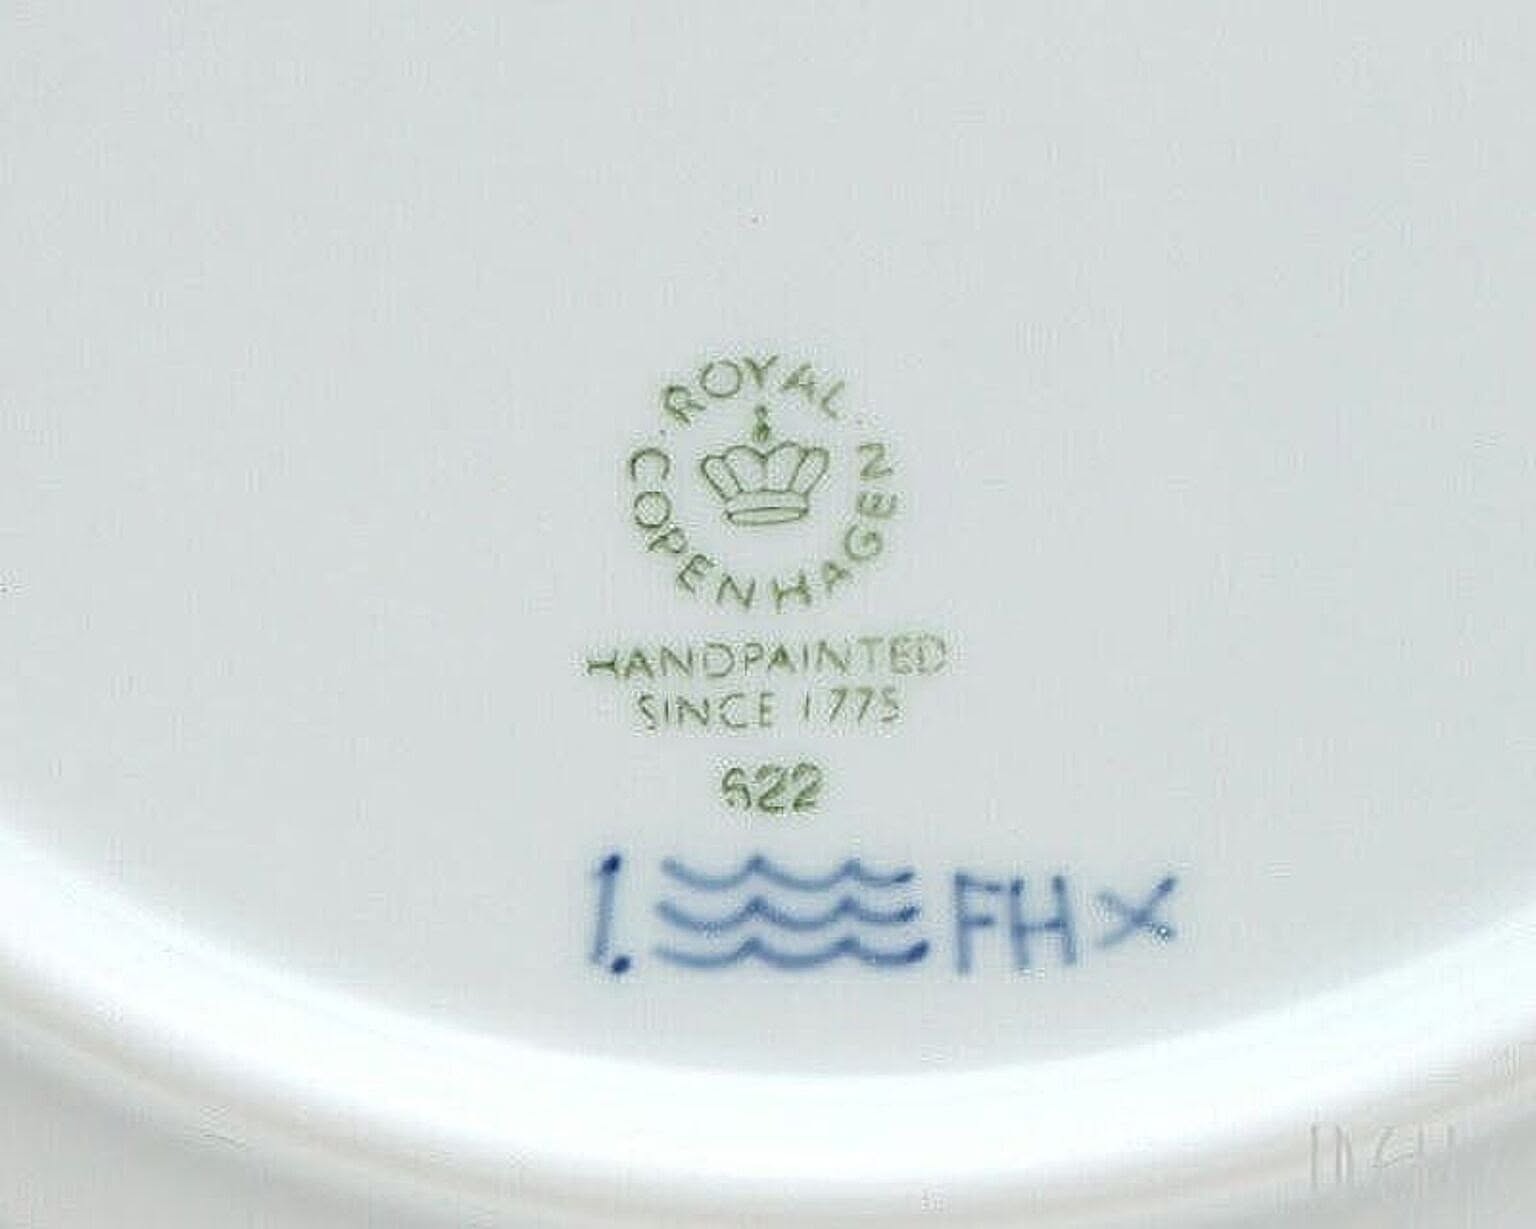 ROYAL COPENHAGEN
HANDPAINTED
SINCE 1775
622
1. FH X